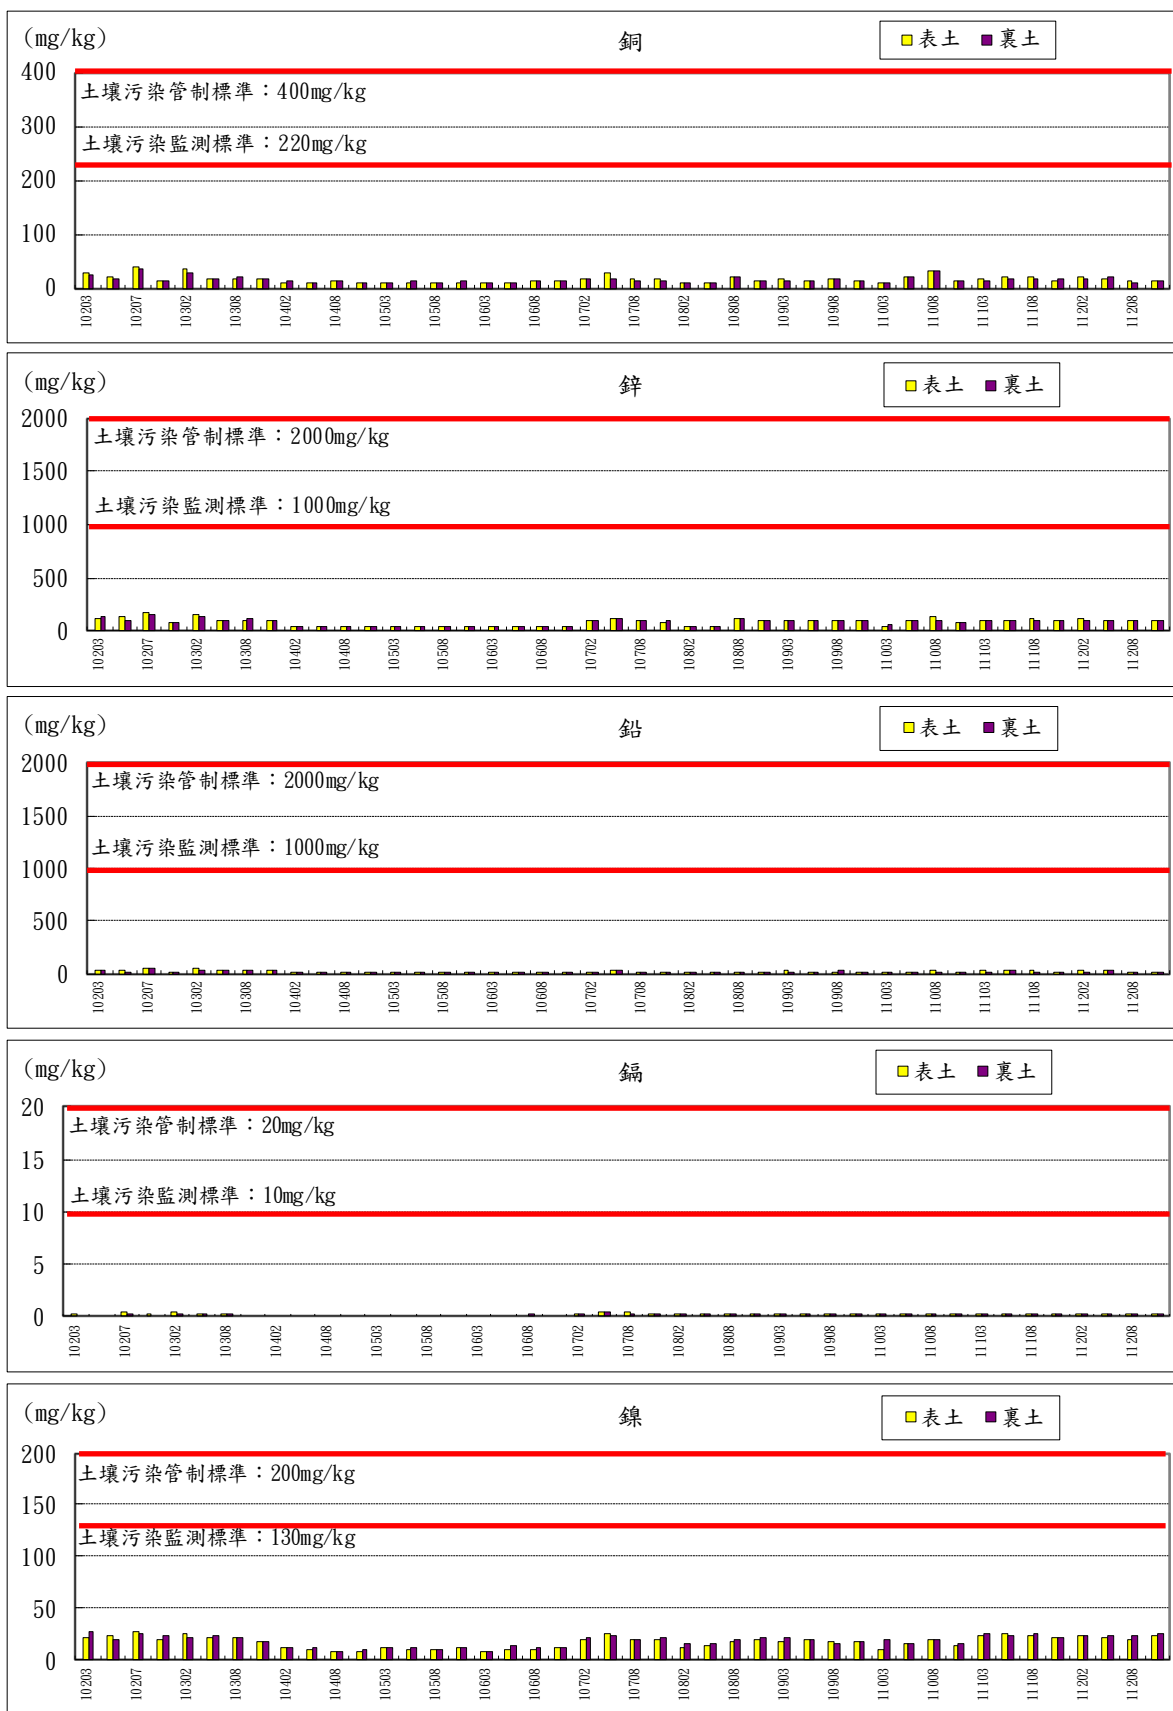 (mg/kg)
銅
表土 裏土
400
土壤污染管制標準：400mg/kg
300
土壤污染監測標準：220mg/kg
200
100
0
10203 10207 10302 10308 10402 10408 10503 10508 10603 10608 10702 10708 10802 10808 10903 10908 11003 11008 11103 11108 11202 11208
(mg/kg)
鋅
表土 裏土
2000
土壤污染管制標準：2000mg/kg
1500
土壤污染監測標準：1000mg/kg
1000
500
0
10203 10207 10302 10308 10402 10408 10503 10508 10603 10608 10702 10708 10802 10808 10903 10908 11003 11008 11103 11108 11202 11208
(mg/kg)
鉛
表土 裏土
2000
土壤污染管制標準：2000mg/kg
1500
土壤污染監測標準：1000mg/kg
1000
500
0
10203 10207 10302 10308 10402 10408 10503 10508 10603 10608 10702 10708 10802 10808 10903 10908 11003 11008 11103 11108 11202 11208
(mg/kg)
鎘
表土 裏土
20
土壤污染管制標準：20mg/kg
15
土壤污染監測標準：10mg/kg
10
5
0
10203 10207 10302 10308 10402 10408 10503 10508 10603 10608 10702 10708 10802 10808 10903 10908 11003 11008 11103 11108 11202 11208
(mg/kg)
鎳
表土 裏土
200
土壤污染管制標準：200mg/kg
150
土壤污染監測標準：130mg/kg
100
50
0
10203 10207 10302 10308 10402 10408 10503 10508 10603 10608 10702 10708 10802 10808 10903 10908 11003 11008 11103 11108 11202 11208